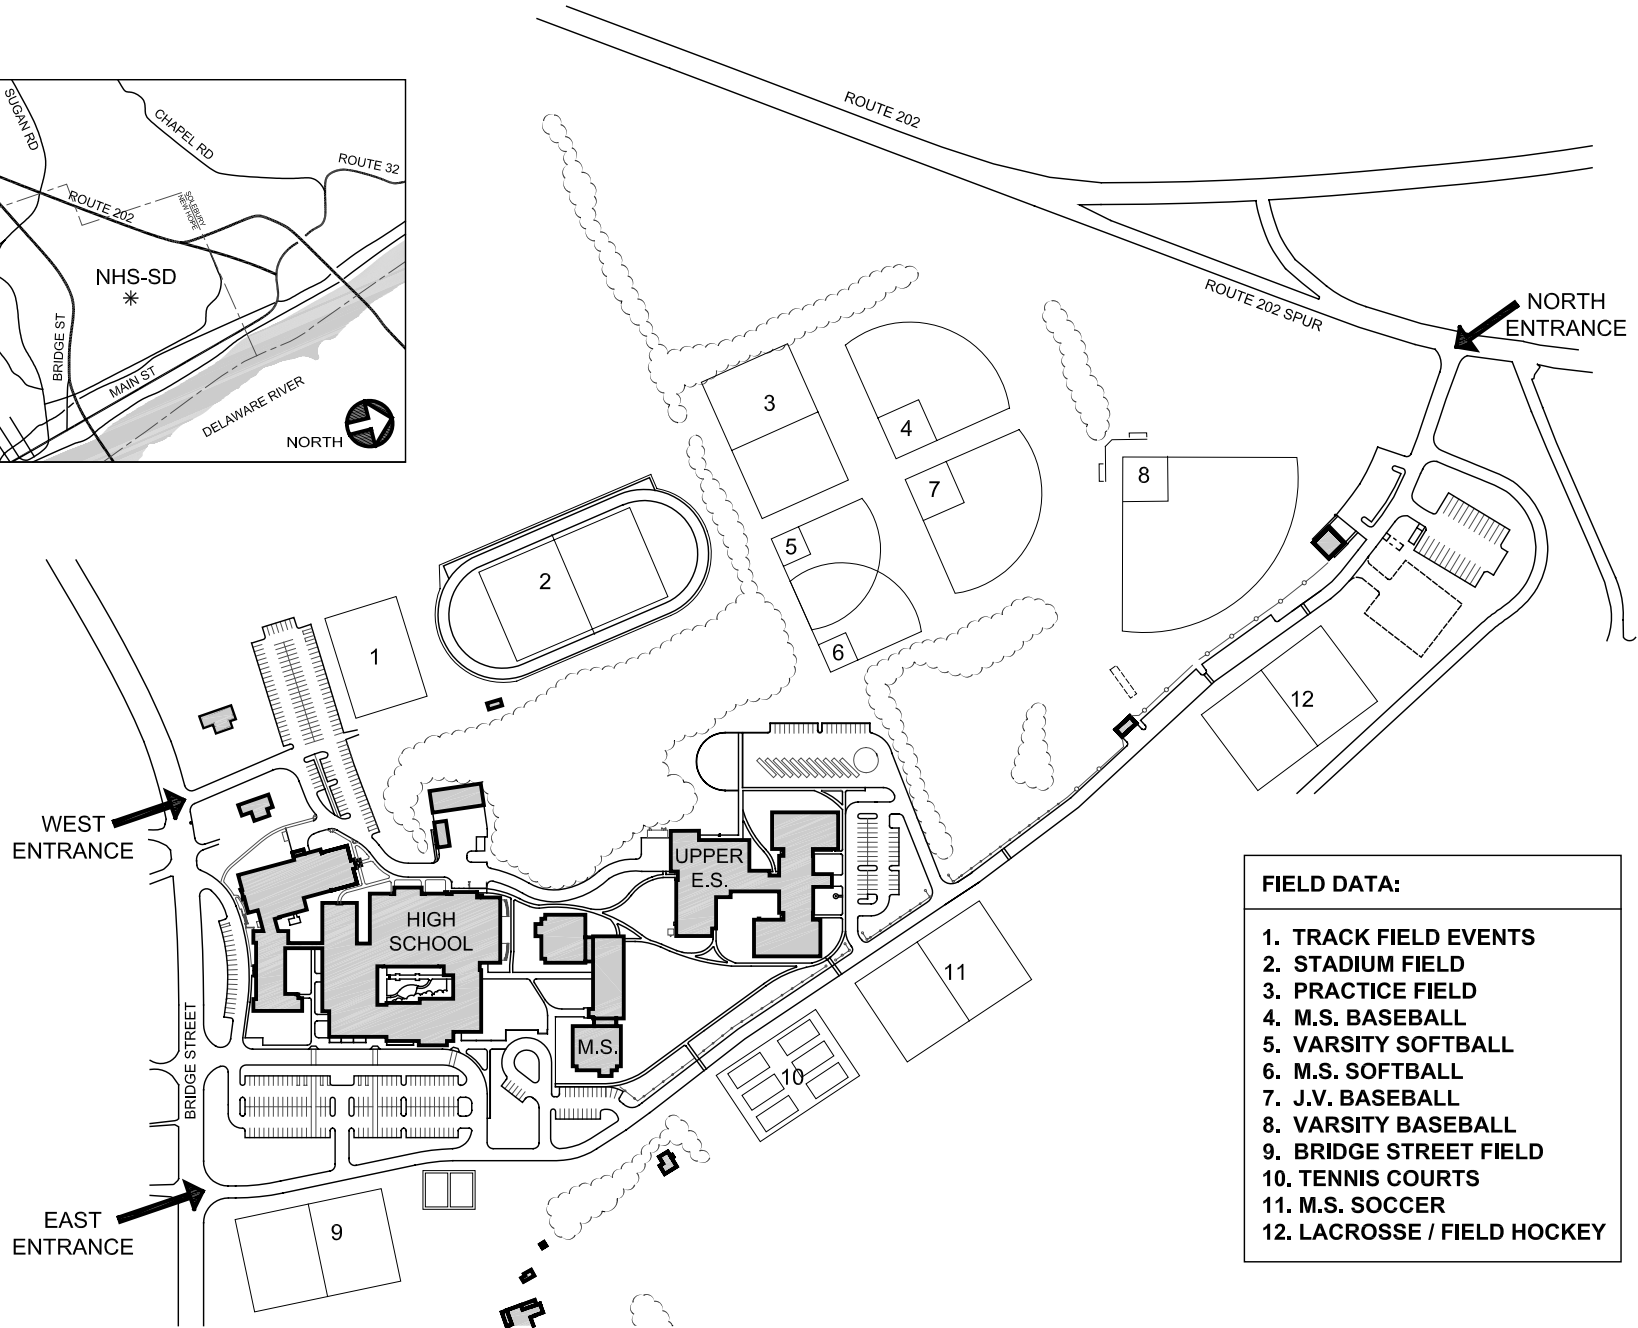 SUGAN RD
CHAPEL RD
ROUTE 32
ROUTE 202
SOLEBURY
NEW HOPE
NHS-SD
BRIDGE ST
MAIN ST
DELAWARE RIVER
NORTH
ROUTE 202
ROUTE 202 SPUR
NORTH
ENTRANCE
3
4
7
8
5
2
6
1
12
WEST
ENTRANCE
UPPER
E.S.
HIGH
SCHOOL
11
M.S.
10
BRIDGE STREET
EAST
ENTRANCE
9
FIELD DATA:
1. TRACK FIELD EVENTS
2. STADIUM FIELD
3. PRACTICE FIELD
4. M.S. BASEBALL
5. VARSITY SOFTBALL
6. M.S. SOFTBALL
7. J.V. BASEBALL
8. VARSITY BASEBALL
9. BRIDGE STREET FIELD
10. TENNIS COURTS
11. M.S. SOCCER
12. LACROSSE / FIELD HOCKEY